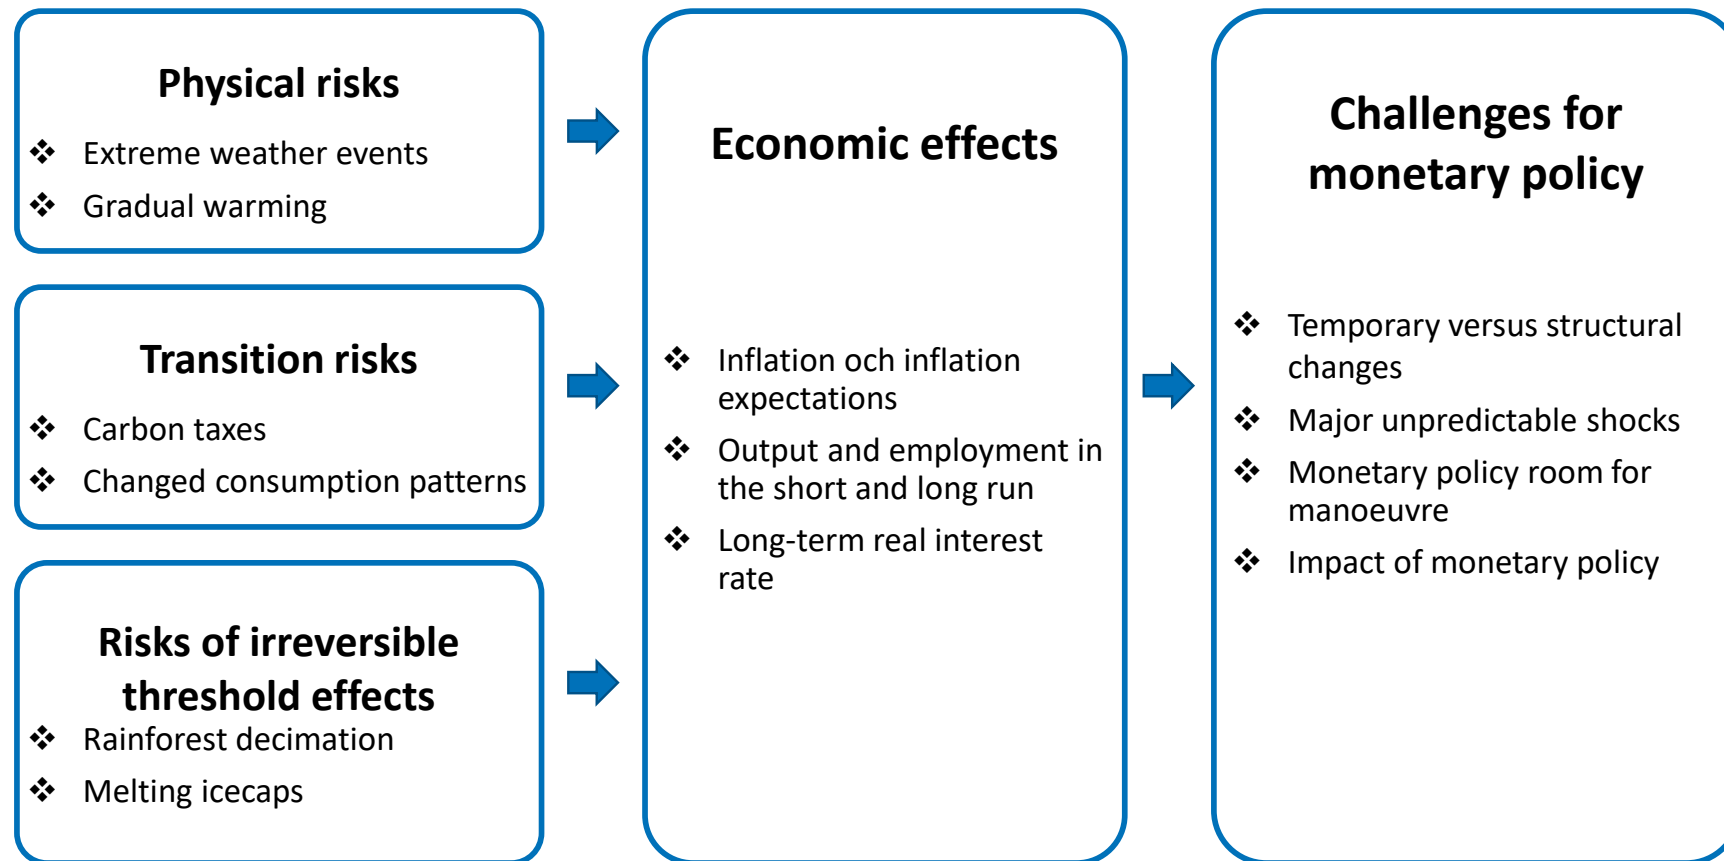 Physical risks
❖ Extreme weather events
❖ Gradual warming
Transition risks
❖ Carbon taxes
❖ Changed consumption patterns
Risks of irreversible
threshold effects
❖ Rainforest decimation
❖ Melting icecaps
Economic effects
❖ Inflation och inflation
expectations
❖ Output and employment in
the short and long run
❖ Long-term real interest
rate
Challenges for
monetary policy
❖ Temporary versus structural
changes
❖ Major unpredictable shocks
❖ Monetary policy room for
manoeuvre
❖ Impact of monetary policy